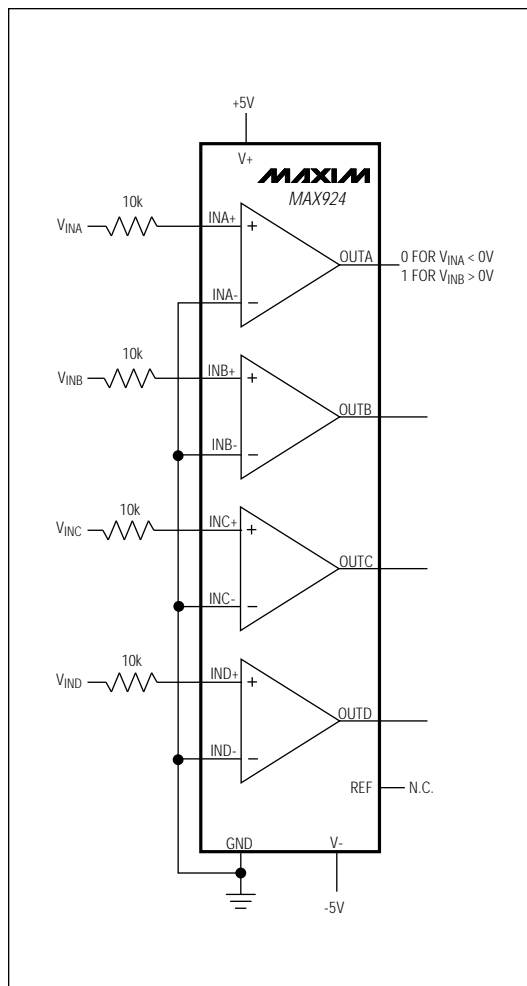 +5V
V+
MAXIM
MAX924
10k
VINA
INA+
+
OUTA
0 FOR VINA < 0V
1 FOR VINB > 0V
INA-
−
10k
VINB
INB+
+
OUTB
INB-
−
10k
VINC
INC+
+
OUTC
INC-
−
10k
VIND
IND+
+
OUTD
IND-
−
REF
N.C.
GND
V-
-5V